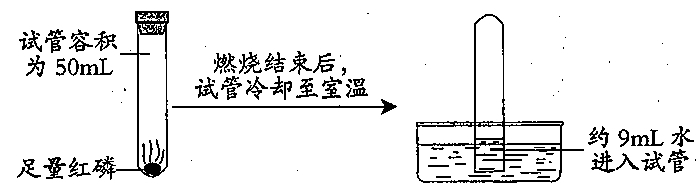 试管容积
为 50mL
足量红磷
燃烧结束后，
试管冷却至室温
约 9mL 水
进入试管